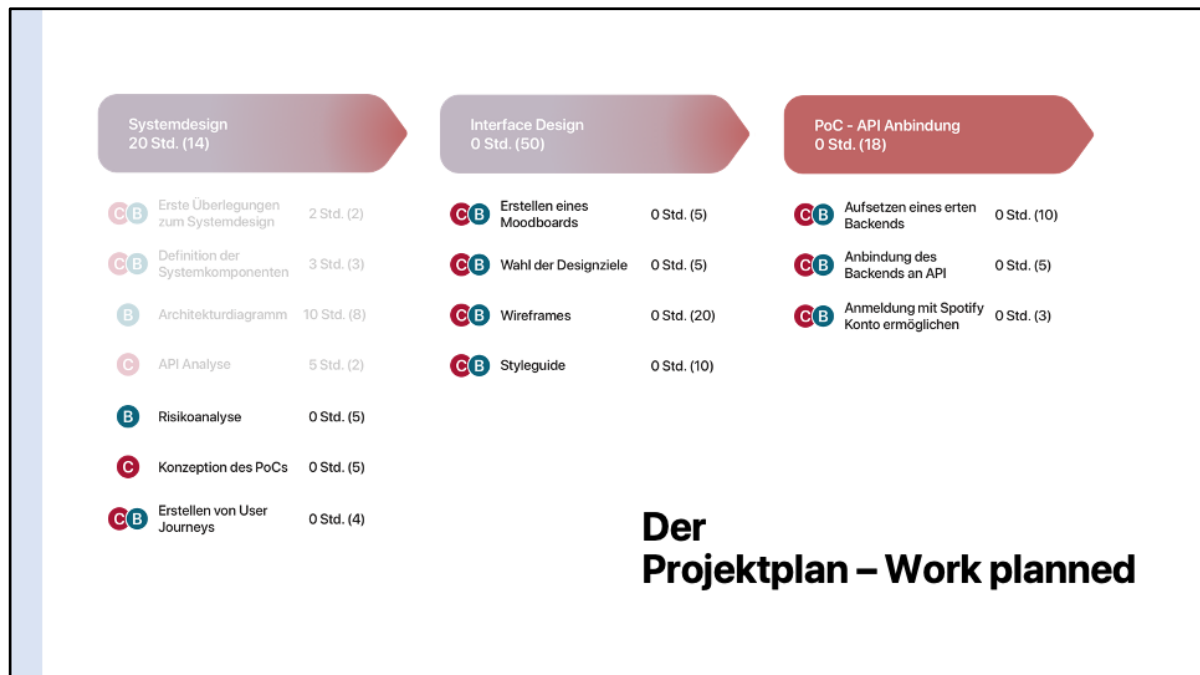 Systemdesign
20 Std. (14)
C B Erste Überlegungen
zum Systemdesign 2 Std. (2)
C B Definition der
Systemkomponenten 3 Std. (3)
B Architekturdiagramm 10 Std. (8)
C API Analyse 5 Std. (2)
B Risikoanalyse 0 Std. (5)
C Konzeption des PoCs 0 Std. (5)
C B Erstellen von User
Journeys 0 Std. (4)
Interface Design
0 Std. (50)
C B Erstellen eines
Moodboards 0 Std. (5)
C B Wahl der Designziele 0 Std. (5)
C B Wireframes 0 Std. (20)
C B Styleguide 0 Std. (10)
PoC - API Anbindung
0 Std. (18)
C B Aufsetzen eines erten
Backends 0 Std. (10)
C B Anbindung des
Backends an API 0 Std. (5)
C B Anmeldung mit Spotify
Konto ermöglichen 0 Std. (3)
Der
Projektplan – Work planned